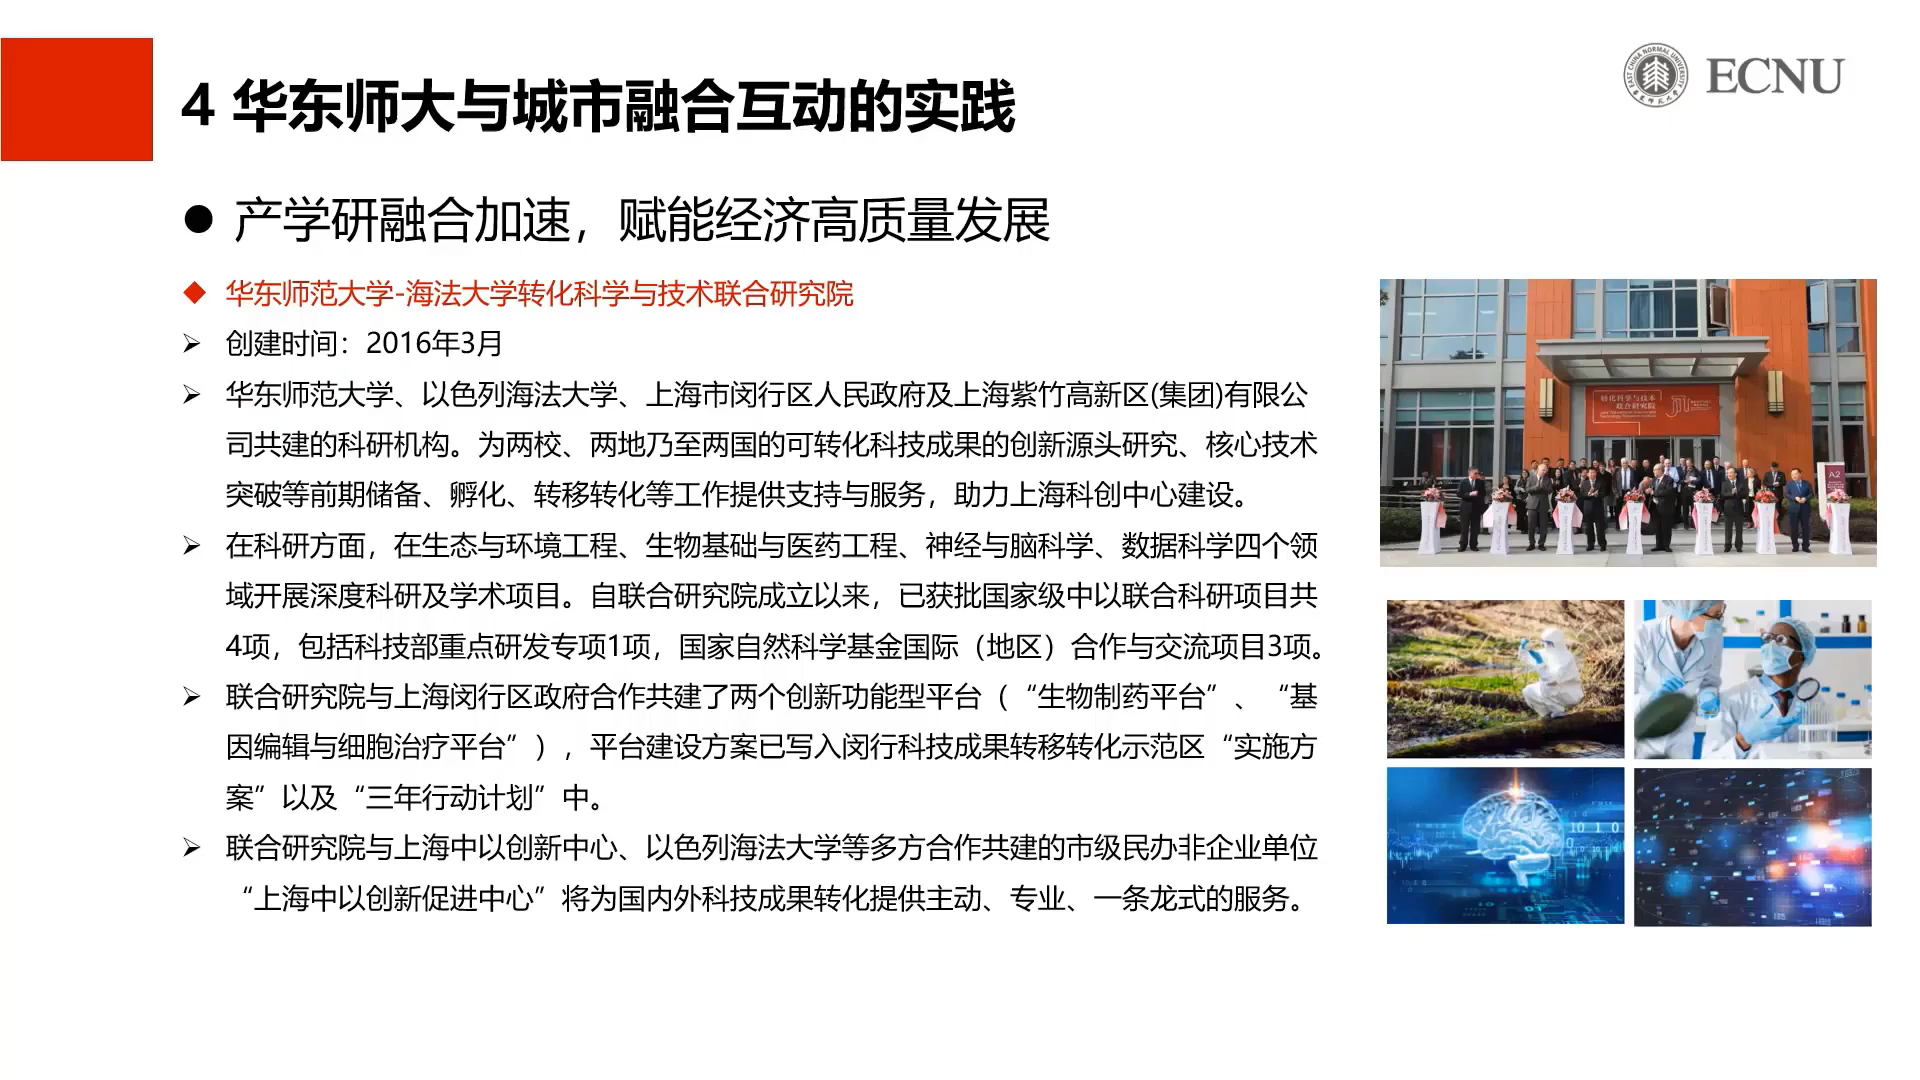 ECNU
EAST CHINA NORMAL UNIVERSITY
4 华东师大与城市融合互动的实践
● 产学研融合加速，赋能经济高质量发展
◆ 华东师范大学-海法大学转化科学与技术联合研究院
➢ 创建时间：2016年3月
➢ 华东师范大学、以色列海法大学、上海市闵行区人民政府及上海紫竹高新区(集团)有限公
司共建的科研机构。为两校、两地乃至两国的可转化科技成果的创新源头研究、核心技术
突破等前期储备、孵化、转移转化等工作提供支持与服务，助力上海科创中心建设。
➢ 在科研方面，在生态与环境工程、生物基础与医药工程、神经与脑科学、数据科学四个领
域开展深度科研及学术项目。自联合研究院成立以来，已获批国家级中以联合科研项目共
4项，包括科技部重点研发专项1项，国家自然科学基金国际（地区）合作与交流项目3项。
➢ 联合研究院与上海闵行区政府合作共建了两个创新功能型平台（“生物制药平台”、“基
因编辑与细胞治疗平台”），平台建设方案已写入闵行科技成果转移转化示范区“实施方
案”以及“三年行动计划”中。
➢ 联合研究院与上海中以创新中心、以色列海法大学等多方合作共建的市级民办非企业单位
“上海中以创新促进中心”将为国内外科技成果转化提供主动、专业、一条龙式的服务。
转化科学与技术
联合研究院
A2